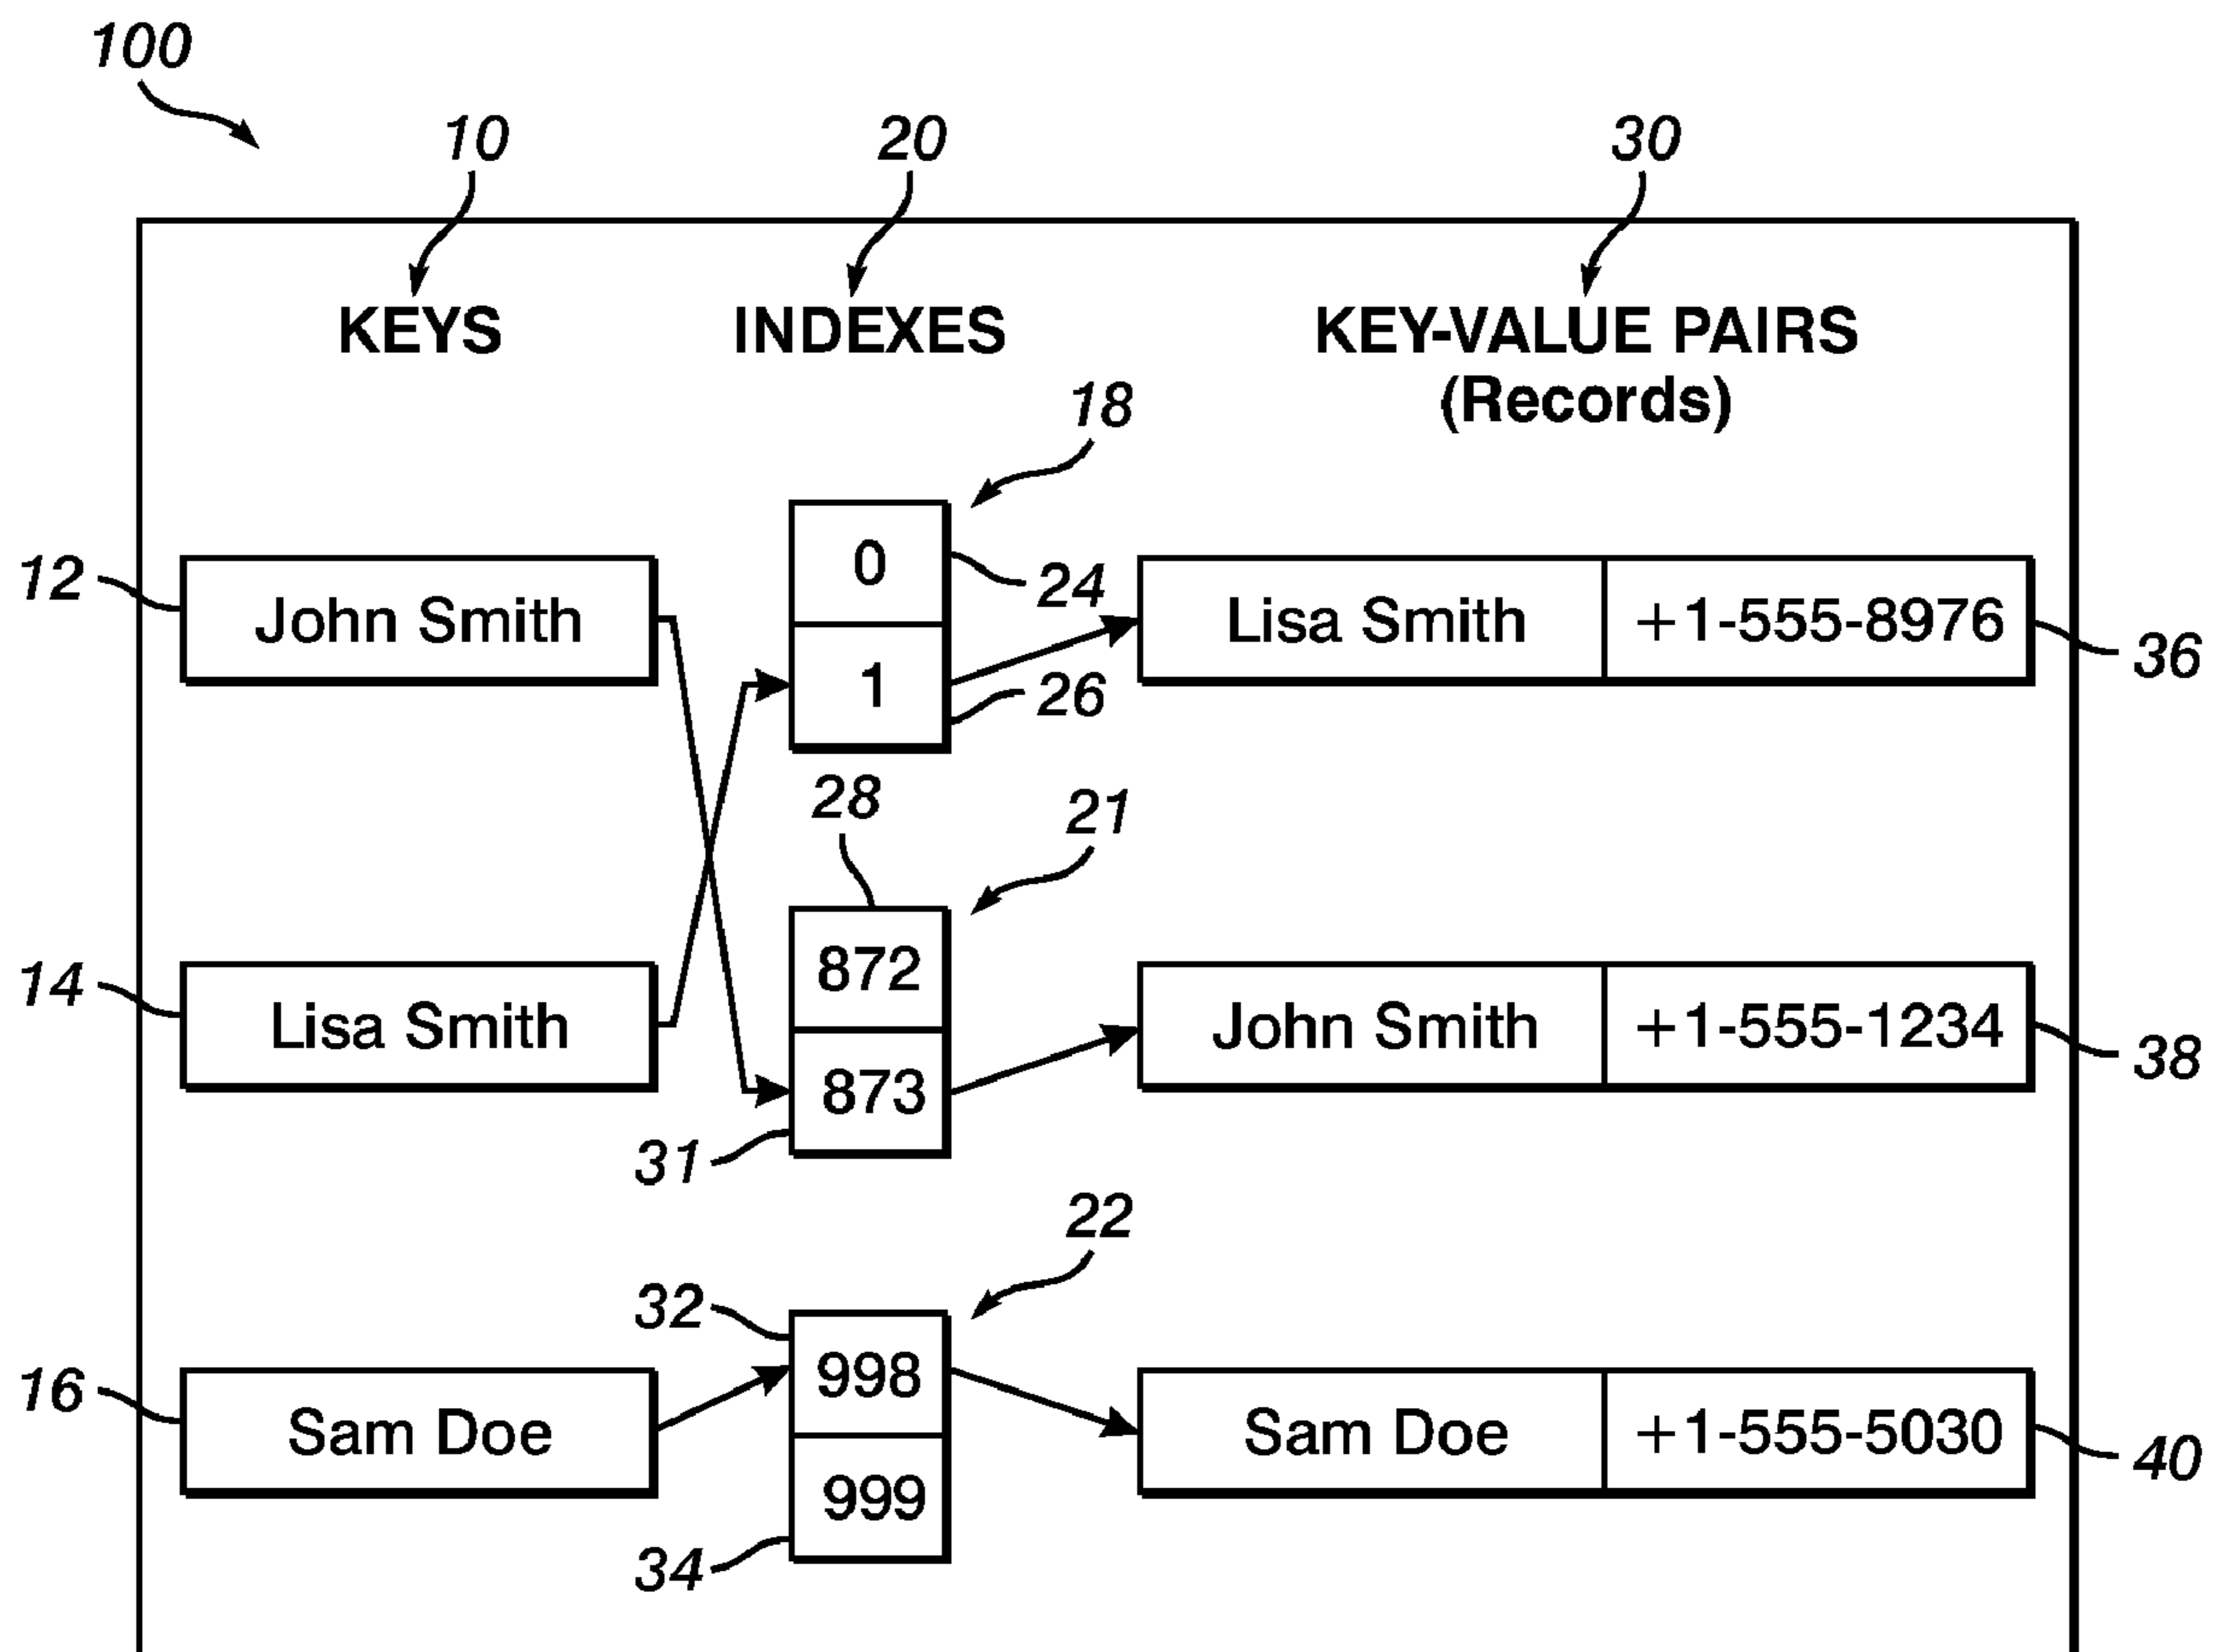 100
10 20 30
KEYS INDEXES KEY-VALUE PAIRS
(Records)
18
0
24
12 John Smith Lisa Smith +1-555-8976 36
1
26
28 21
872
14 Lisa Smith John Smith +1-555-1234 38
873
31
22
32
998
16 Sam Doe Sam Doe +1-555-5030 40
999
34